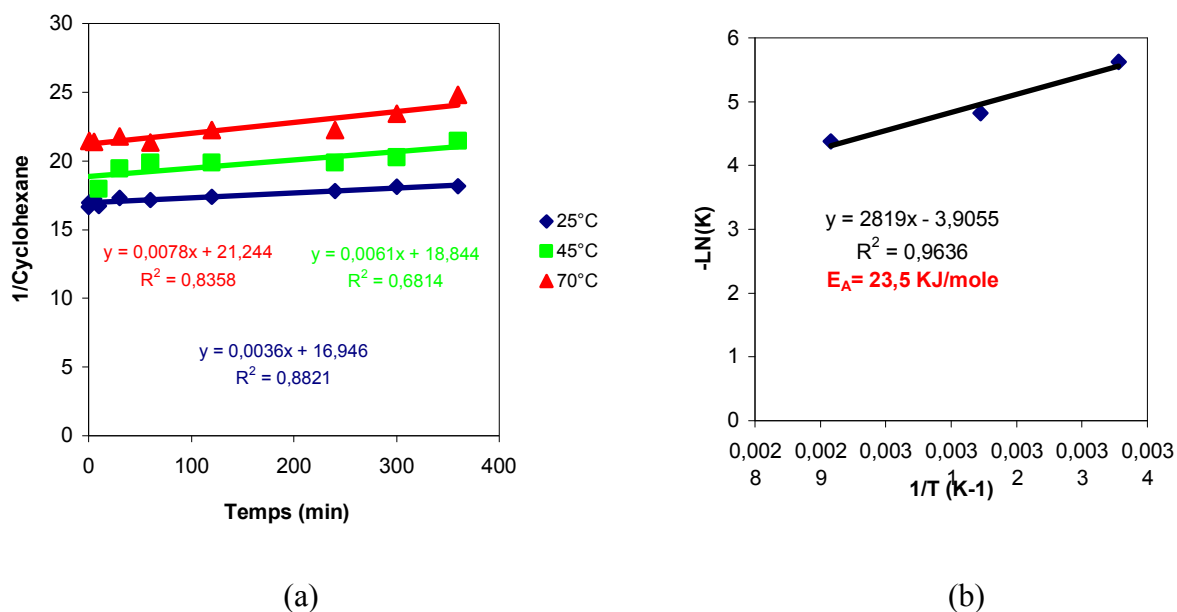 30
25
20
15
10
5
0
1/Cyclohexane
y = 0,0078x + 21,244
R2 = 0,8358
y = 0,0061x + 18,844
R2 = 0,6814
y = 0,0036x + 16,946
R2 = 0,8821
0 100 200 300 400
Temps (min)
25°C
45°C
70°C
(a)
6
5
4
3
2
1
0
-LN(K)
y = 2819x - 3,9055
R2 = 0,9636
EA= 23,5 KJ/mole
0,002 0,002 0,003 0,003 0,003 0,003 0,003
8 9 1 2 3 4
1/T (K-1)
(b)